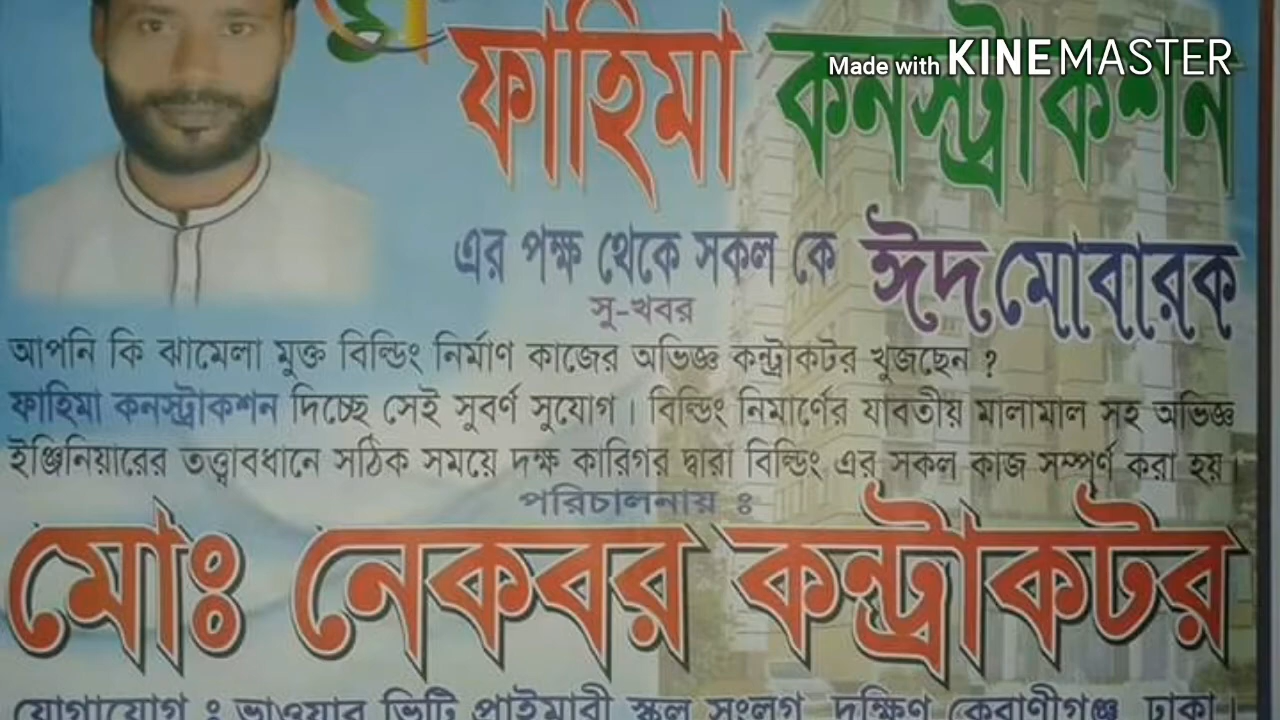 Made with KINEMASTER
ফাহিমা কনস্ট্রাকশন
এর পক্ষ থেকে সকল কে ঈদ মোবারক
সু-খবর
আপনি কি ঝামেলা মুক্ত বিল্ডিং নির্মাণ কাজের অভিজ্ঞ কন্ট্রাকটর খুজছেন ?
ফাহিমা কনস্ট্রাকশন দিচ্ছে সেই সুবর্ণ সুযোগ। বিল্ডিং নিমার্ণের যাবতীয় মালামাল সহ অভিজ্ঞ
ইঞ্জিনিয়ারের তত্ত্বাবধানে সঠিক সময়ে দক্ষ কারিগর দ্বারা বিল্ডিং এর সকল কাজ সম্পূর্ণ করা হয়।
পরিচালনায় ঃ
মোঃ নেকবর কন্ট্রাকটর
যোগাযোগ ঃ ভাওয়ার ভিটি প্রাইমারী স্কুল সংলগ্ন, দক্ষিণ কেরাণীগঞ্জ, ঢাকা।